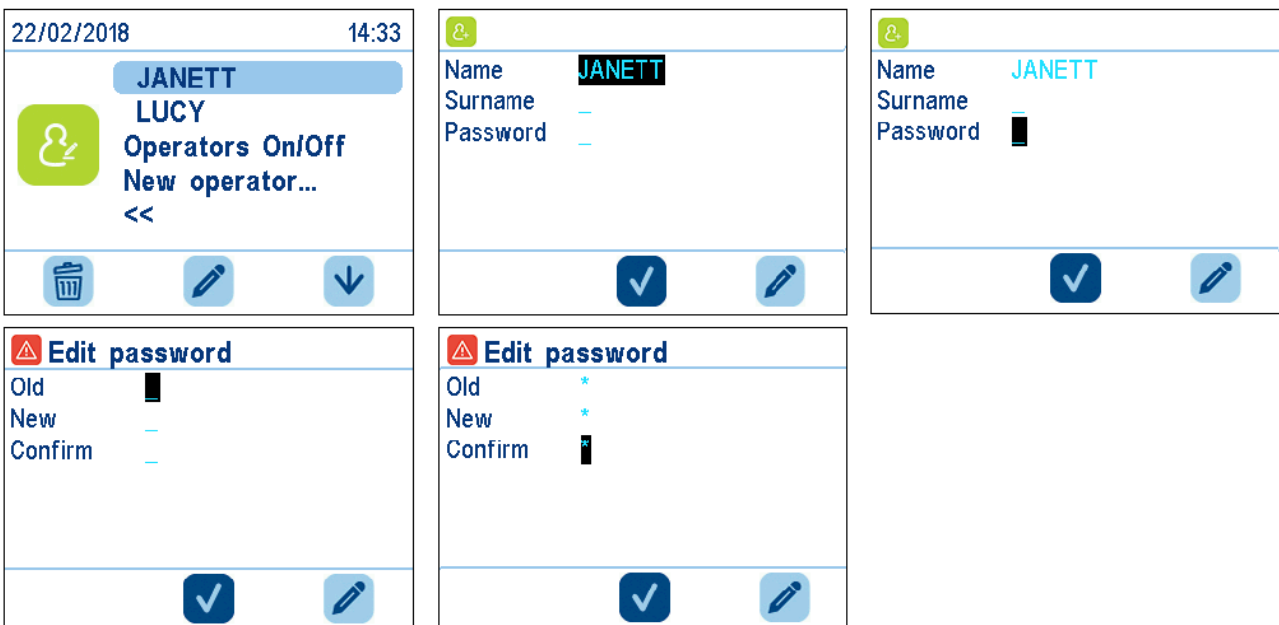 22/02/2018 14:33
JANETT
LUCY
Operators On/Off
New operator...
<<
Name JANETT
Surname _
Password _
Name JANETT
Surname _
Password _
Edit password
Old _
New _
Confirm _
Edit password
Old *
New *
Confirm *